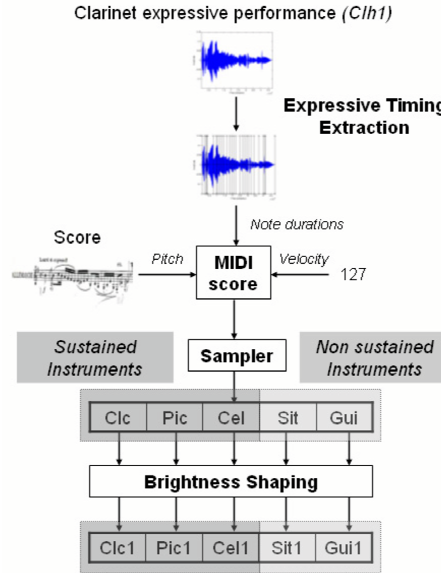 Clarinet expressive performance (Clh1)
Expressive Timing
Extraction
Note durations
Score
Pitch
MIDI
score
Velocity
127
Sustained
Instruments
Sampler
Non sustained
Instruments
Clc Pic Cel Sit Gui
Brightness Shaping
Clc1 Pic1 Cel1 Sit1 Gui1